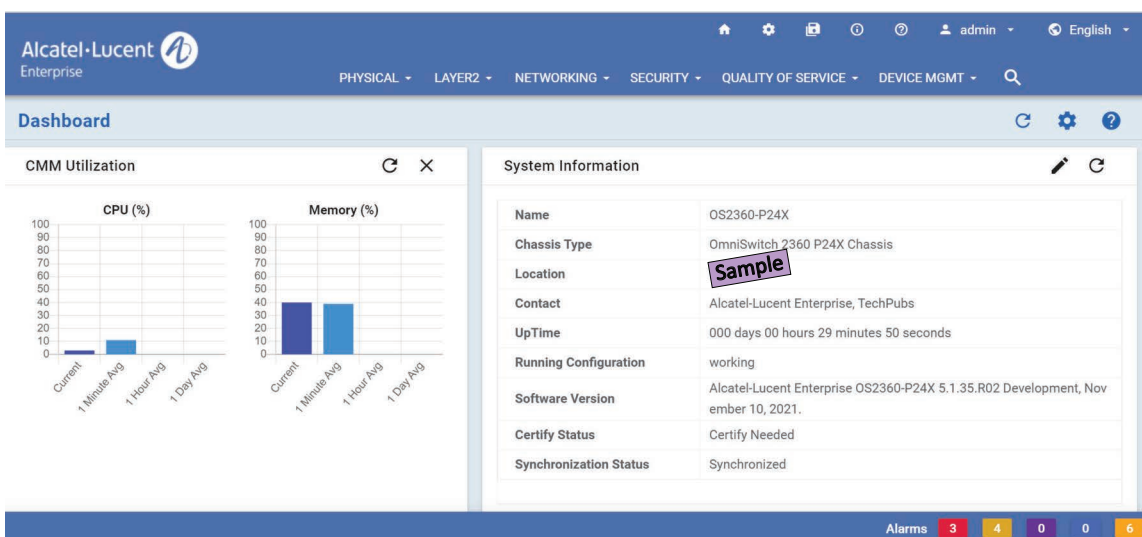 Alcatel·Lucent
Enterprise
admin
English
PHYSICAL
LAYER2
NETWORKING
SECURITY
QUALITY OF SERVICE
DEVICE MGMT
Dashboard
CMM Utilization
CPU (%)
100
90
80
70
60
50
40
30
20
10
0
Current
1 Minute Avg
1 Hour Avg
1 Day Avg
Memory (%)
100
90
80
70
60
50
40
30
20
10
0
Current
1 Minute Avg
1 Hour Avg
1 Day Avg
System Information
Name OS2360-P24X
Chassis Type OmniSwitch 2360 P24X Chassis
Location Sample
Contact Alcatel-Lucent Enterprise, TechPubs
UpTime 000 days 00 hours 29 minutes 50 seconds
Running Configuration working
Software Version Alcatel-Lucent Enterprise OS2360-P24X 5.1.35.R02 Development, Nov
ember 10, 2021.
Certify Status Certify Needed
Synchronization Status Synchronized
Alarms 3 4 0 0 6